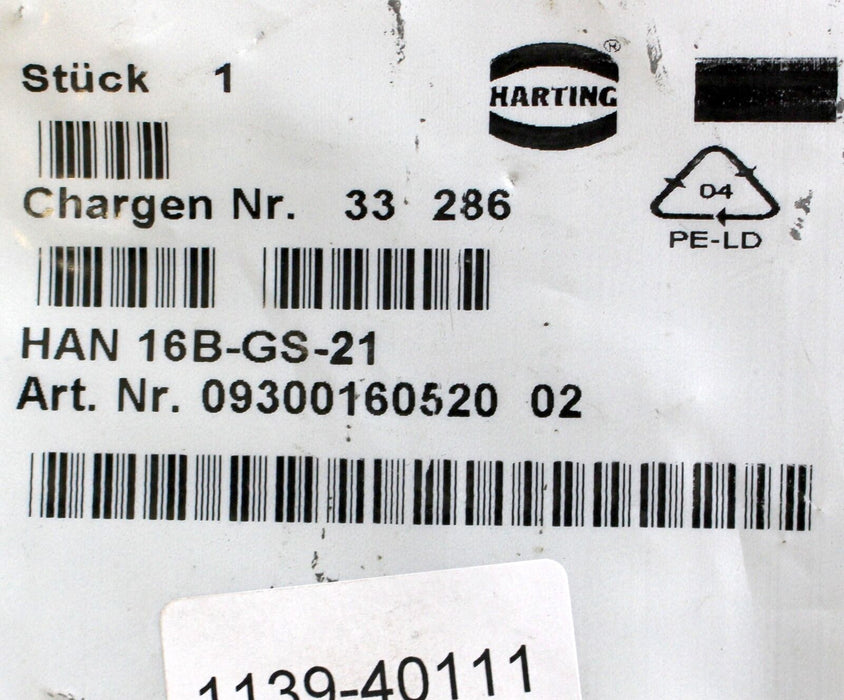 Stück 1
HARTING
Chargen Nr. 33 286
04
PE-LD
HAN 16B-GS-21
Art. Nr. 09300160520 02
1139-40111